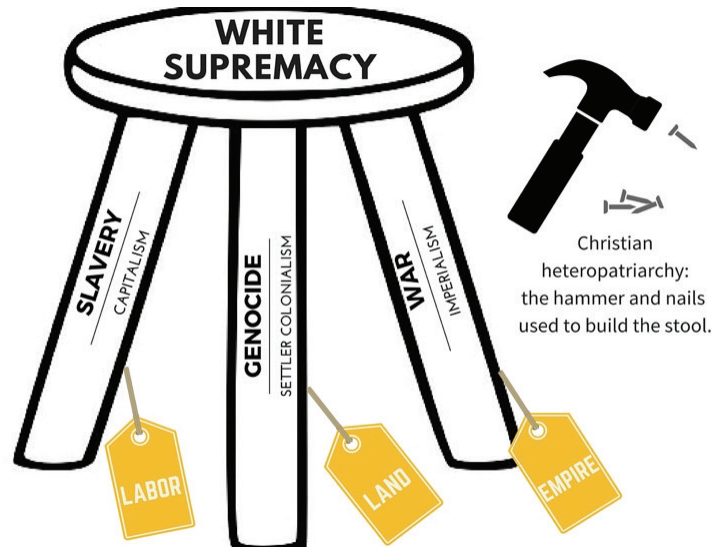 WHITE
SUPREMACY
SLAVERY
CAPITALISM
GENOCIDE
SETTLER COLONIALISM
WAR
IMPERIALISM
Christian
heteropatriarchy:
the hammer and nails
used to build the stool.
LABOR
LAND
EMPIRE